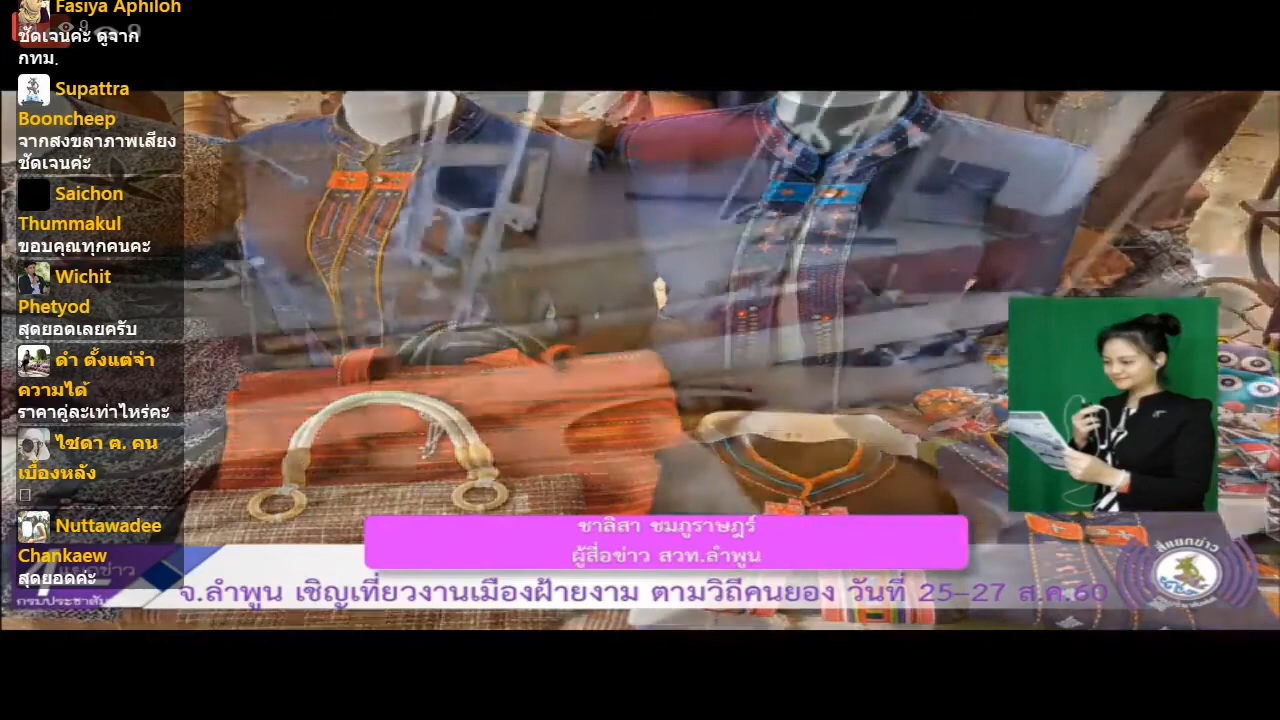 Fasiya Aphiloh
9
ชัดเจนค่ะ ดูจาก
กทม.
Supattra
Booncheep
จากสงขลาภาพเสียง
ชัดเจนค่ะ
Saichon
Thummakul
ขอบคุณทุกคนคะ
Wichit
Phetyod
สุดยอดเลยครับ
ดำ ตั้งแต่จำ
ความได้
ราคาคู่ละเท่าไหร่คะ
ไซดา ค. คน
เบื้องหลัง
Nuttawadee
Chankaew
สุดยอดค่ะ
ชาลิสา ชมภูราษฎร์
ผู้สื่อข่าว สวท.ลำพูน
จ.ลำพูน เชิญเที่ยวงานเมืองฝ้ายงาม ตามวิถีคนยอง วันที่ 25-27 ส.ค.60
สี่แยกข่าว